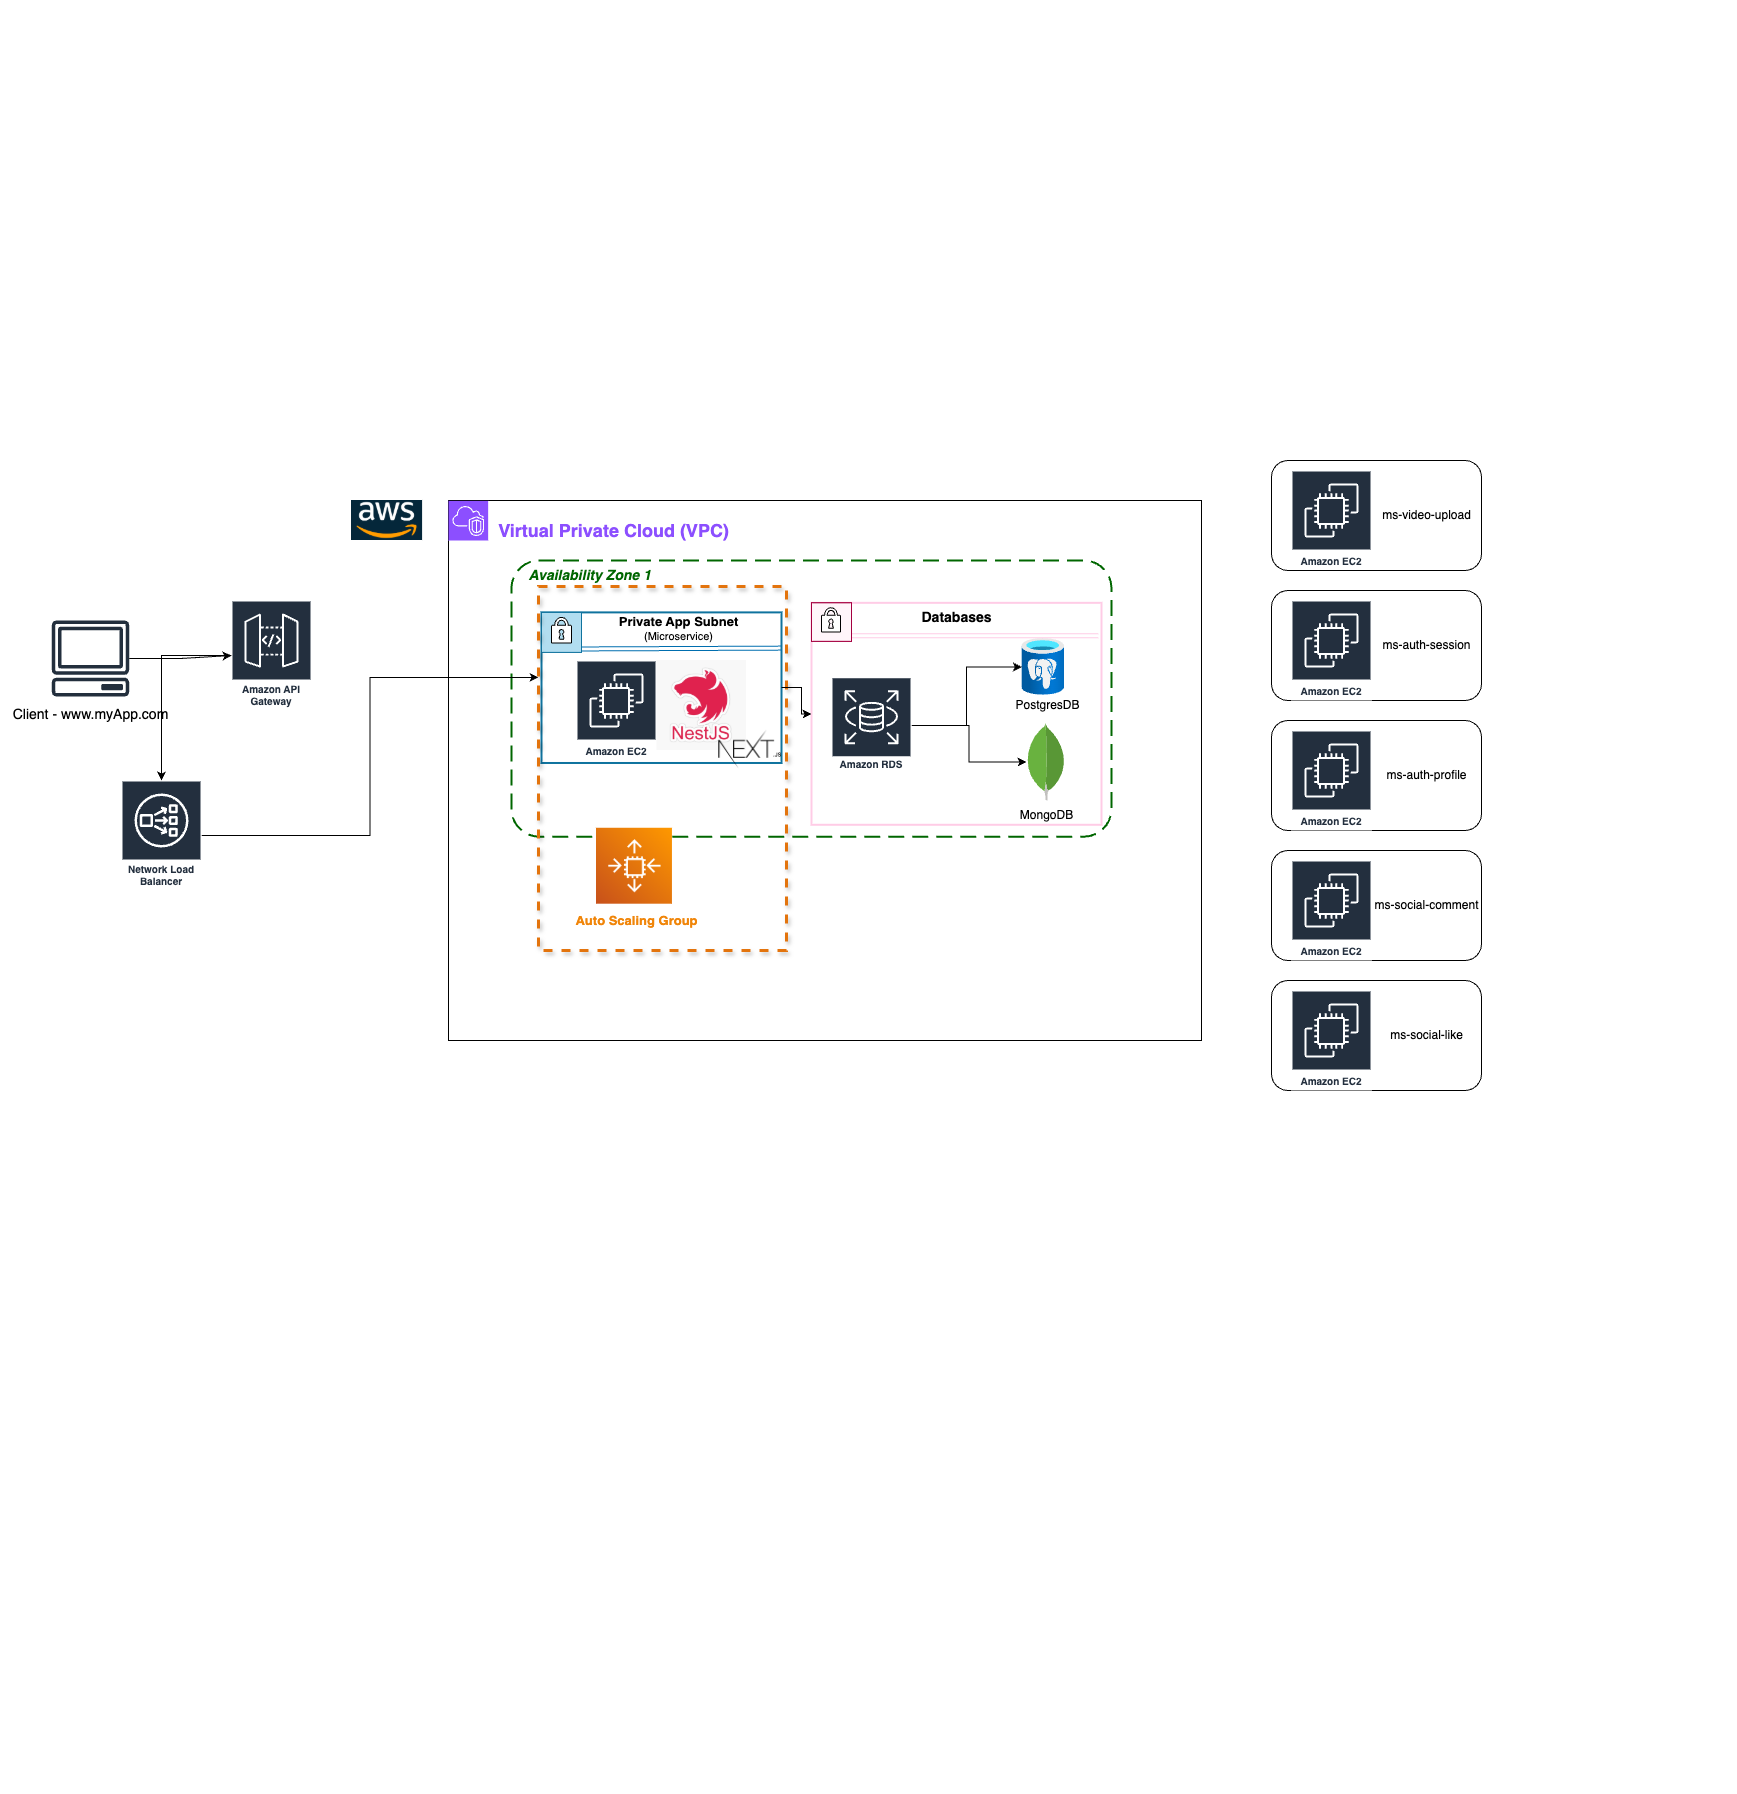 aws
Virtual Private Cloud (VPC)
Availability Zone 1
Private App Subnet
(Microservice)
Amazon EC2
NestJS
NEXT.JS
Auto Scaling Group
Databases
Amazon RDS
PostgresDB
MongoDB
Amazon API
Gateway
Client - www.myApp.com
Network Load
Balancer
ms-video-upload
Amazon EC2
ms-auth-session
Amazon EC2
ms-auth-profile
Amazon EC2
ms-social-comment
Amazon EC2
ms-social-like
Amazon EC2